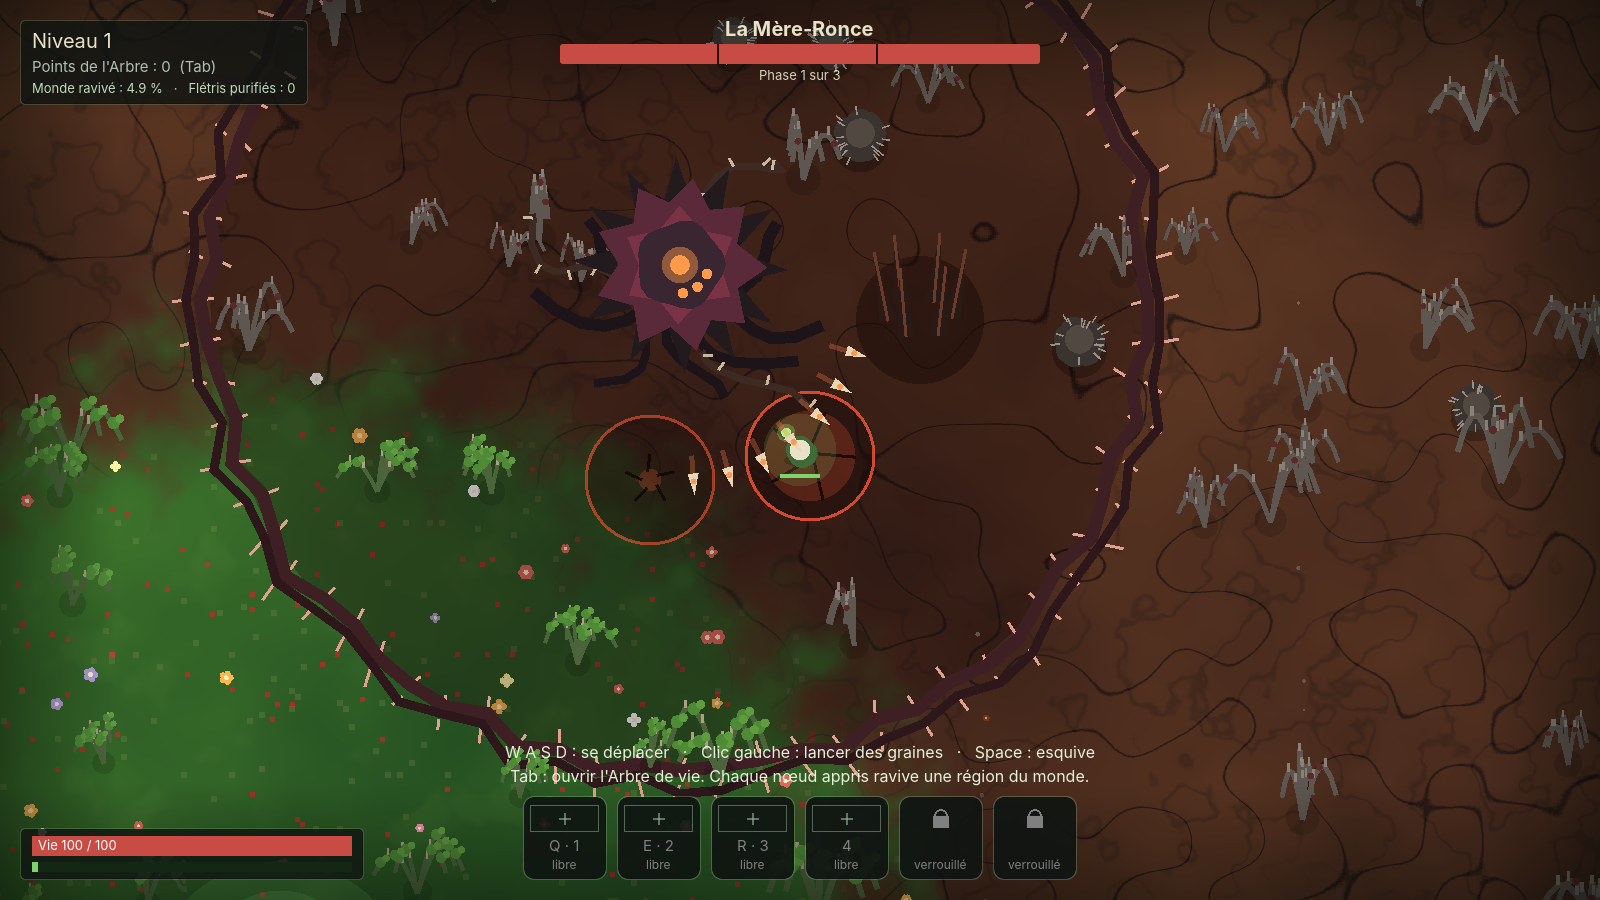 Niveau 1
Points de l'Arbre : 0 (Tab)
Monde ravivé : 4.9 % · Flétris purifiés : 0
La Mère-Ronce
Phase 1 sur 3
W A S D : se déplacer · Clic gauche : lancer des graines · Space : esquive
Tab : ouvrir l'Arbre de vie. Chaque nœud appris ravive une région du monde.
Vie 100 / 100
Q · 1
libre
E · 2
libre
R · 3
libre
4
libre
verrouillé
verrouillé